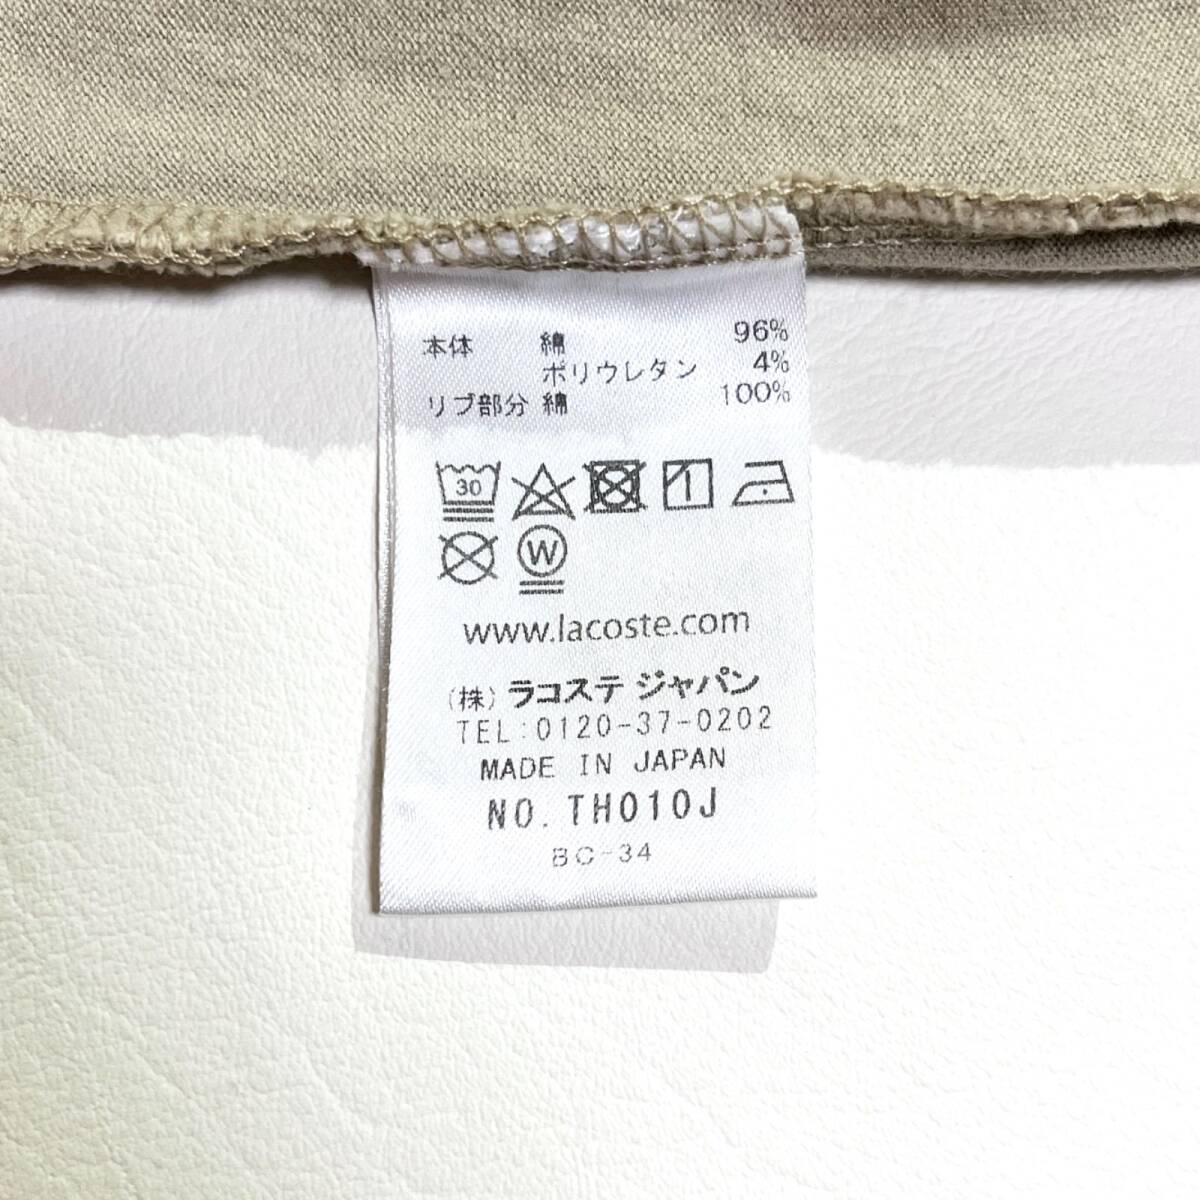 本体 綿 96%
ポリウレタン 4%
リブ部分 綿 100%
30
W
www.lacoste.com
(株) ラコステ ジャパン
TEL:0120-37-0202
MADE IN JAPAN
NO. TH010J
BC-34